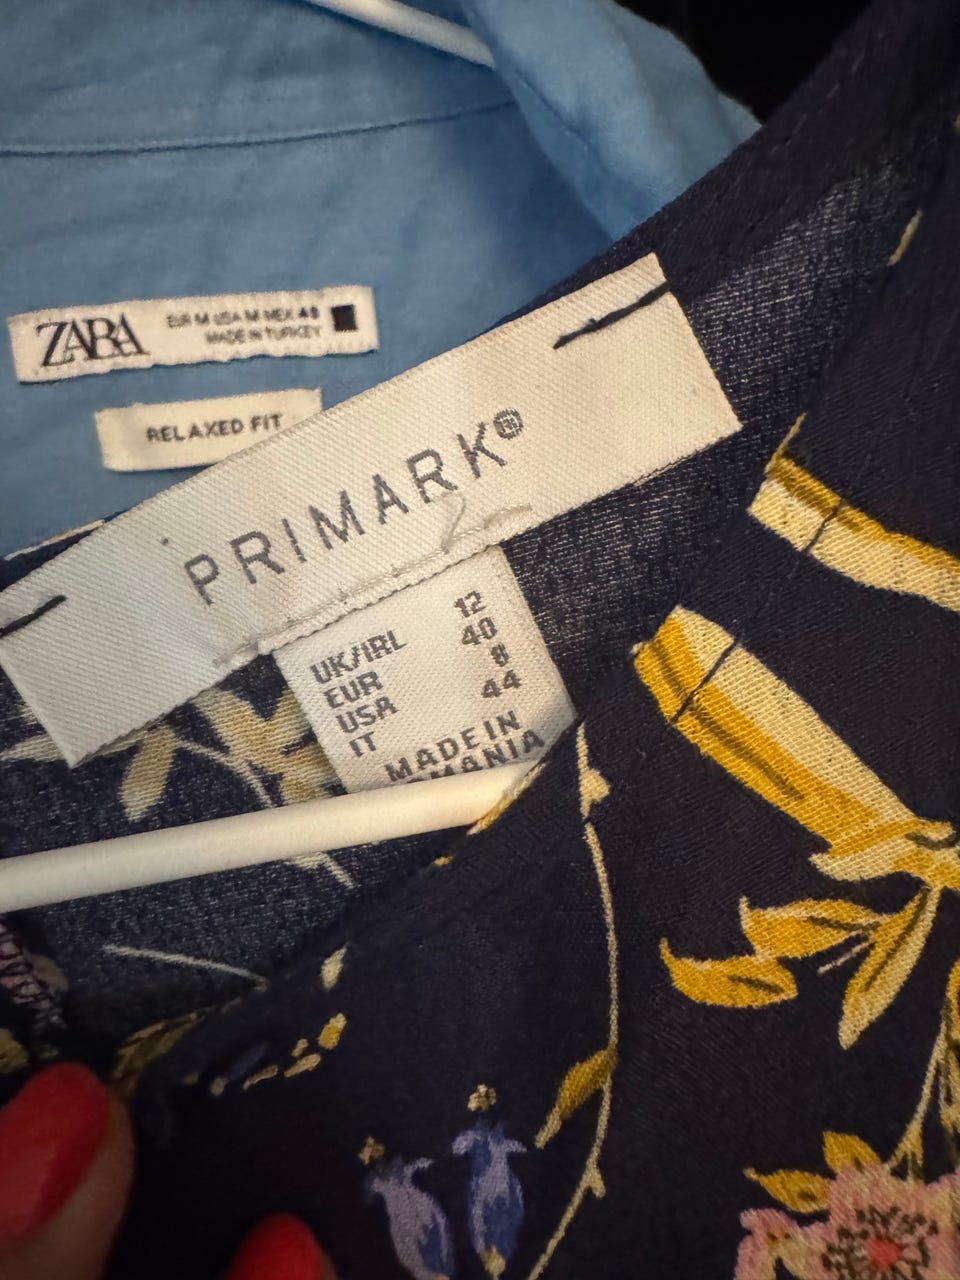 ZARA
EUR M USA M MEX 40
MADE IN TURKEY
RELAXED FIT
PRIMARK®
UK/IRL 12
EUR 40
USA 8
IT 44
MADE IN
MANIA